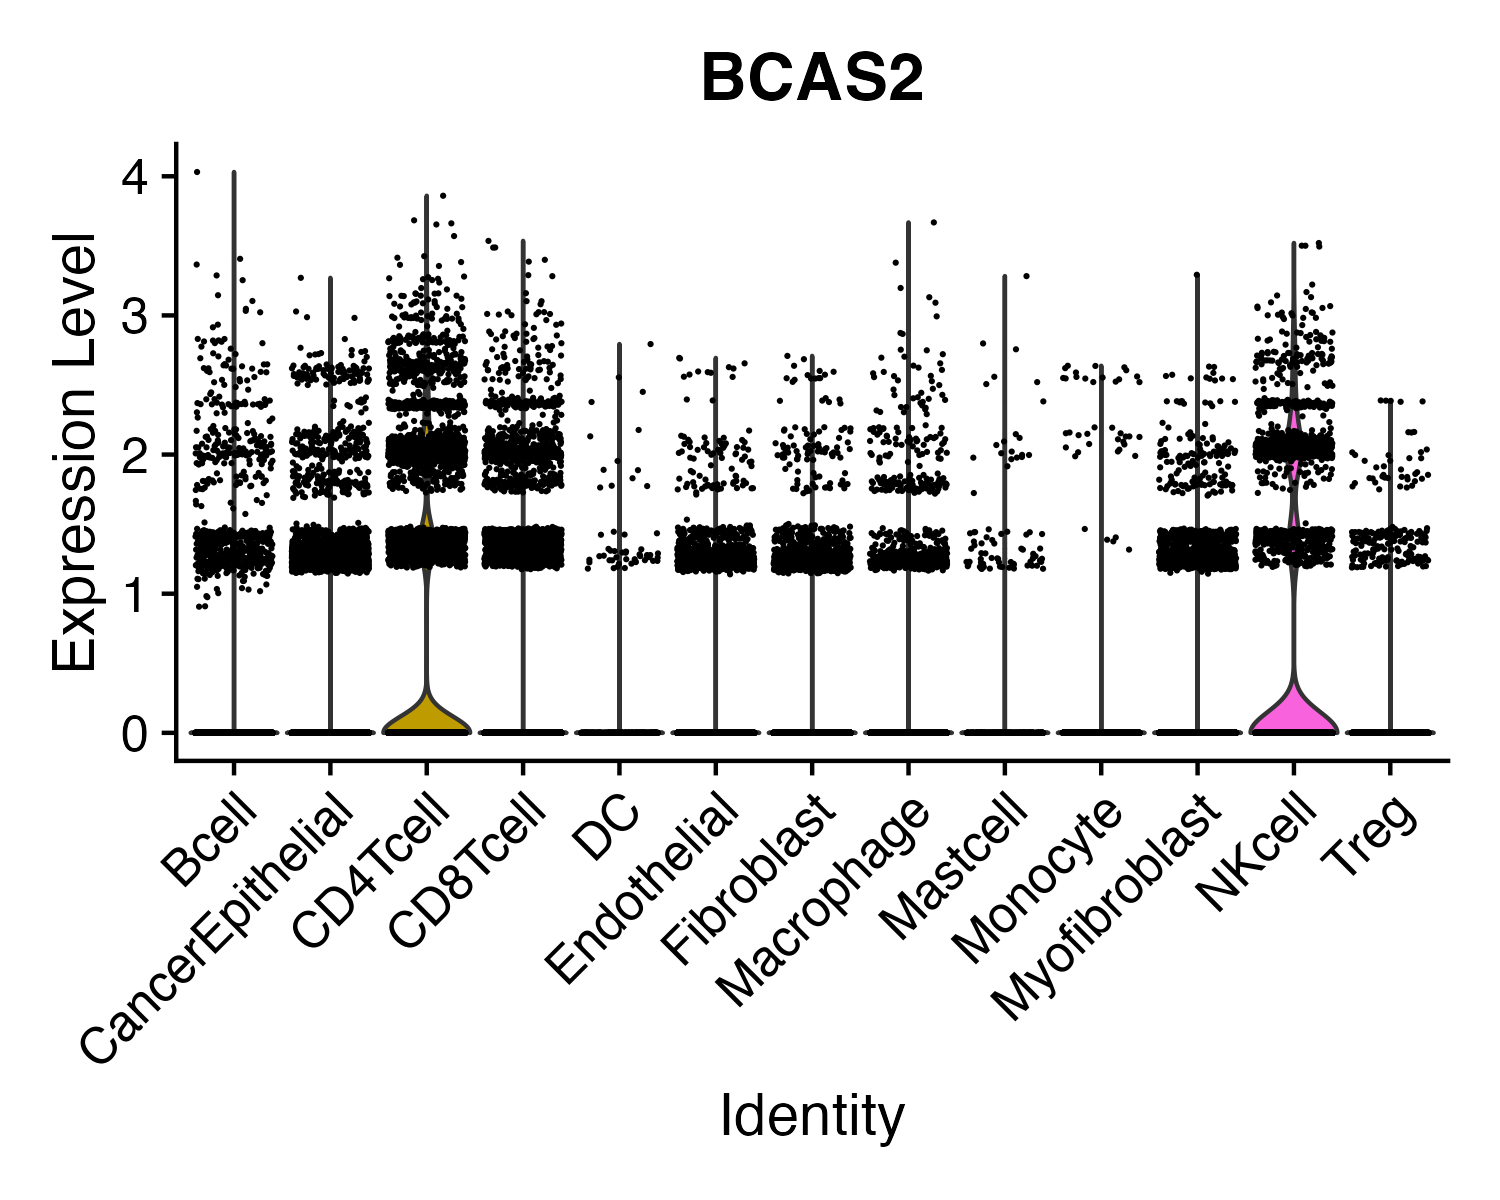 BCAS2
Expression Level
4
3
2
1
0
Bcell
CancerEpithelial
CD4Tcell
CD8Tcell
DC
Endothelial
Fibroblast
Macrophage
Mastcell
Monocyte
Myofibroblast
NKcell
Treg
Identity